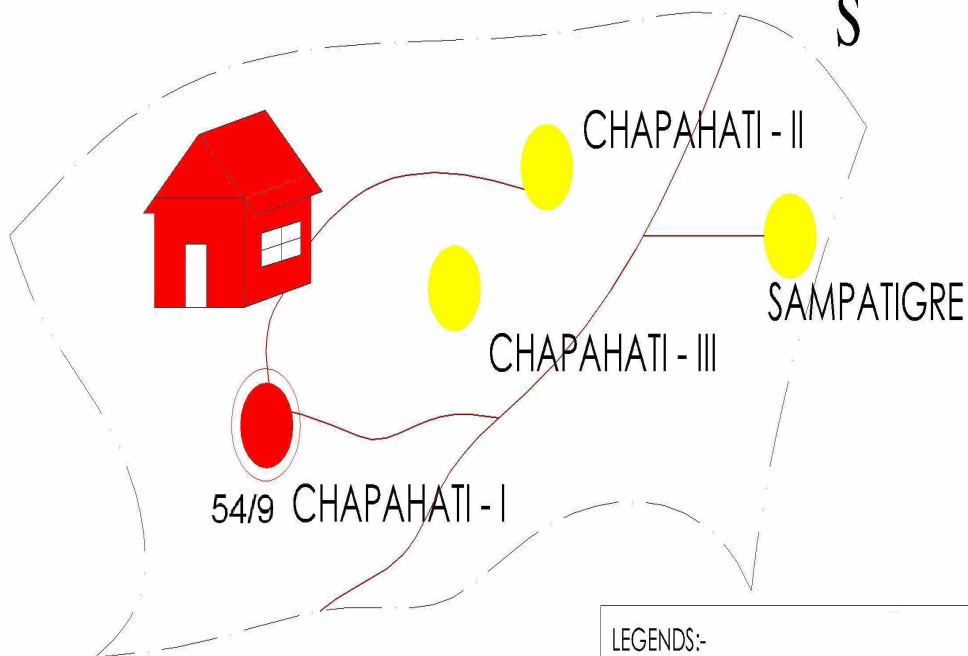 S
CHAPAHATI - II
SAMPATIGRE
CHAPAHATI - III
54/9 CHAPAHATI - I
LEGENDS:-